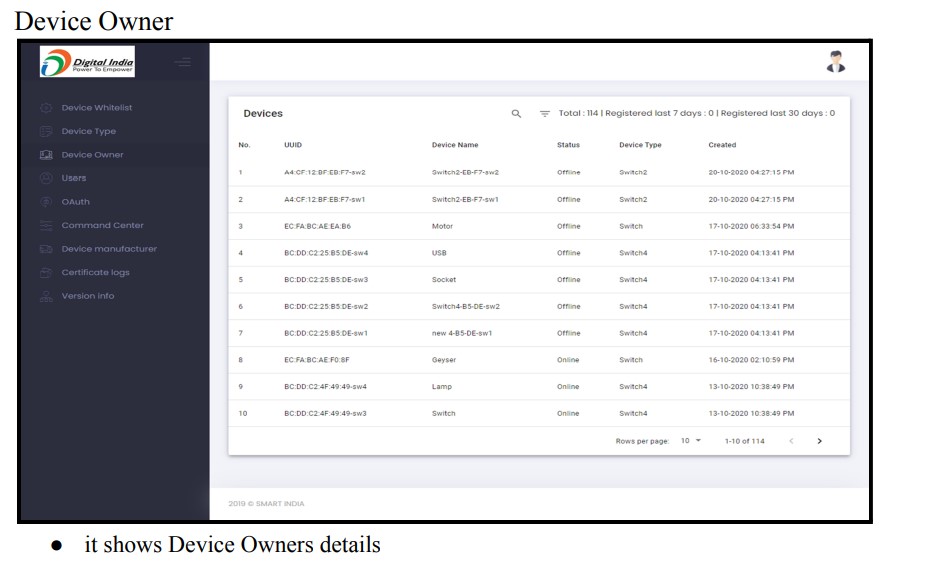 Device Owner
Digital India
Power To Empower
Device Whitelist
Device Type
Device Owner
Users
OAuth
Command Center
Device manufacturer
Certificate logs
Version Info
Devices
Total : 114 | Registered last 7 days : 0 | Registered last 30 days : 0
No. UUID Device Name Status Device Type Created
1 A4:CF:12:BF:EB:F7-sw2 Switch2-EB-F7-sw2 Offline Switch2 20-10-2020 04:27:15 PM
2 A4:CF:12:BF:EB:F7-sw1 Switch2-EB-F7-sw1 Offline Switch2 20-10-2020 04:27:15 PM
3 EC:FA:BC:AE:EA:B6 Motor Offline Switch 17-10-2020 06:33:54 PM
4 BC:DD:C2:25:B5:DE-sw4 USB Offline Switch4 17-10-2020 04:13:41 PM
5 BC:DD:C2:25:B5:DE-sw3 Socket Offline Switch4 17-10-2020 04:13:41 PM
6 BC:DD:C2:25:B5:DE-sw2 Switch4-B5-DE-sw2 Offline Switch4 17-10-2020 04:13:41 PM
7 BC:DD:C2:25:B5:DE-sw1 new 4-B5-DE-sw1 Offline Switch4 17-10-2020 04:13:41 PM
8 EC:FA:BC:AE:F0:8F Geyser Online Switch 16-10-2020 02:10:59 PM
9 BC:DD:C2:4F:49:49-sw4 Lamp Online Switch4 13-10-2020 10:38:49 PM
10 BC:DD:C2:4F:49:49-sw3 Switch Online Switch4 13-10-2020 10:38:49 PM
Rows per page: 10 1-10 of 114
2019 © SMART INDIA
● it shows Device Owners details